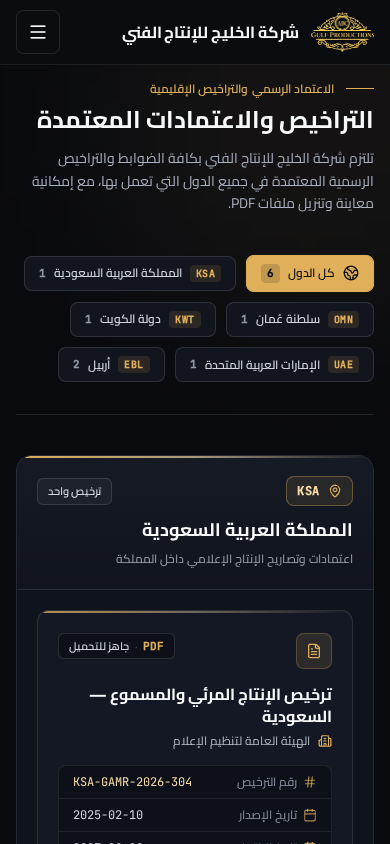 ABC
GULF PRODUCTIONS
شركة الخليج للإنتاج الفني
الاعتماد الرسمي والتراخيص الإقليمية
التراخيص والاعتمادات المعتمدة
تلتزم شركة الخليج للإنتاج الفني بكافة الضوابط والتراخيص
الرسمية المعتمدة في جميع الدول التي تعمل بها، مع إمكانية
معاينة وتنزيل ملفات PDF.
كل الدول 6
KSA المملكة العربية السعودية 1
OMN سلطنة عُمان 1
KWT دولة الكويت 1
UAE الإمارات العربية المتحدة 1
EBL أربيل 2
KSA
ترخيص واحد
المملكة العربية السعودية
اعتمادات وتصاريح الإنتاج الإعلامي داخل المملكة
PDF · جاهز للتحميل
ترخيص الإنتاج المرئي والمسموع —
السعودية
الهيئة العامة لتنظيم الإعلام
رقم الترخيص KSA-GAMR-2026-304
تاريخ الإصدار 2025-02-10